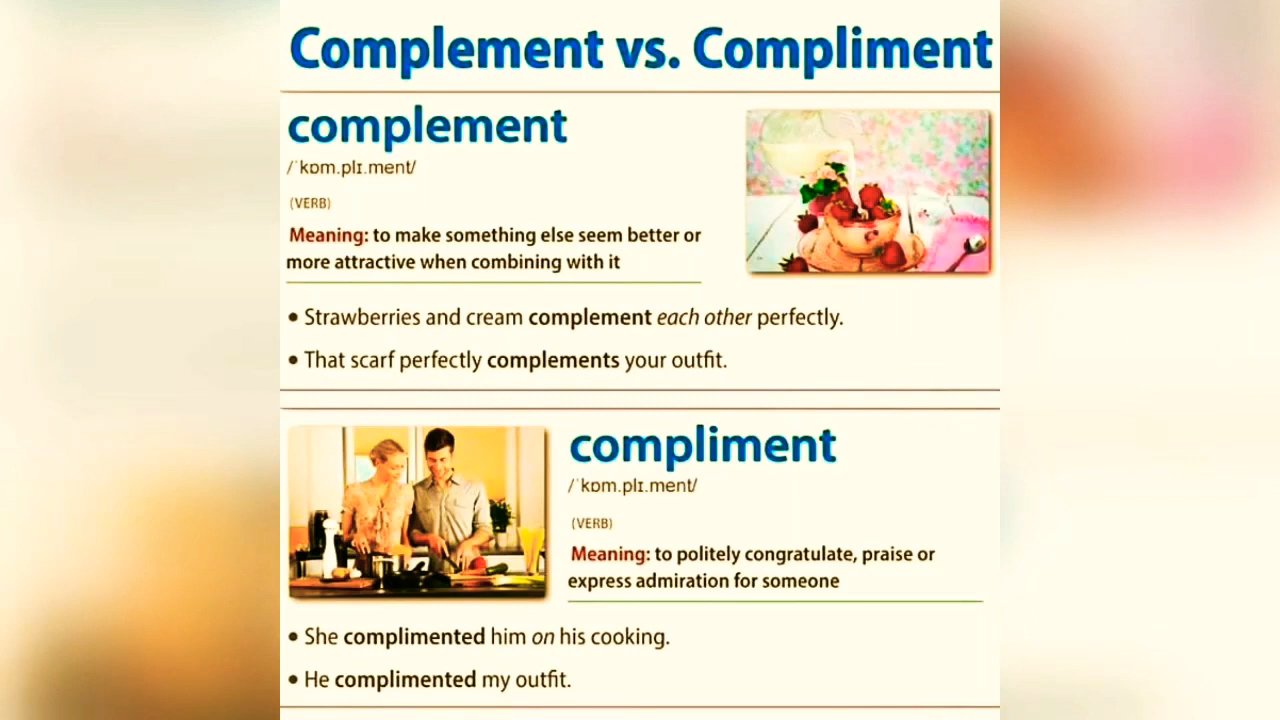 Complement vs. Compliment
complement
/ˈkɒm.plɪ.ment/
(VERB)
Meaning: to make something else seem better or
more attractive when combining with it
• Strawberries and cream complement each other perfectly.
• That scarf perfectly complements your outfit.
compliment
/ˈkɒm.plɪ.ment/
(VERB)
Meaning: to politely congratulate, praise or
express admiration for someone
• She complimented him on his cooking.
• He complimented my outfit.